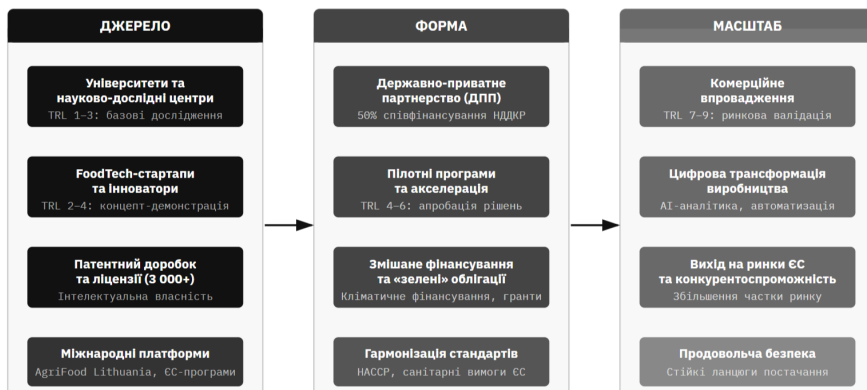 ДЖЕРЕЛО
Університети та
науково-дослідні центри
TRL 1–3: базові дослідження
FoodTech-стартапи
та інноватори
TRL 2–4: концепт-демонстрація
Патентний доробок
та ліцензії (3 000+)
Інтелектуальна власність
Міжнародні платформи
AgriFood Lithuania, ЄС-програми
ФОРМА
Державно-приватне
партнерство (ДПП)
50% співфінансування НДДКР
Пілотні програми
та акселерація
TRL 4–6: апробація рішень
Змішане фінансування
та «зелені» облігації
Кліматичне фінансування, гранти
Гармонізація стандартів
HACCP, санітарні вимоги ЄС
МАСШТАБ
Комерційне
впровадження
TRL 7–9: ринкова валідація
Цифрова трансформація
виробництва
AI-аналітика, автоматизація
Вихід на ринки ЄС
та конкурентоспроможність
Збільшення частки ринку
Продовольча безпека
Стійкі ланцюги постачання